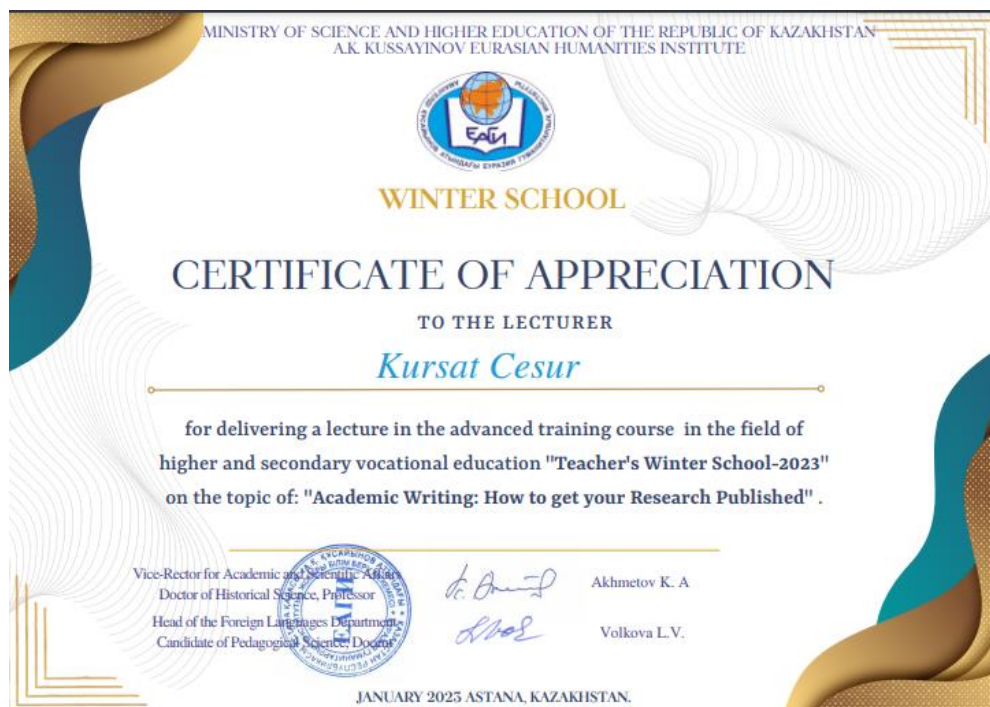 MINISTRY OF SCIENCE AND HIGHER EDUCATION OF THE REPUBLIC OF KAZAKHSTAN
A.K. KUSSAYINOV EURASIAN HUMANITIES INSTITUTE
ЕАГИ
WINTER SCHOOL
CERTIFICATE OF APPRECIATION
TO THE LECTURER
Kursat Cesur
for delivering a lecture in the advanced training course in the field of
higher and secondary vocational education "Teacher's Winter School-2023"
on the topic of: "Academic Writing: How to get your Research Published" .
Vice-Rector for Academic and Scientific Affairs
Doctor of Historical Science, Professor
Akhmetov K. A
Head of the Foreign Languages Department,
Candidate of Pedagogical Science, Docent
Volkova L.V.
ЕАГИ
JANUARY 2023 ASTANA, KAZAKHSTAN.